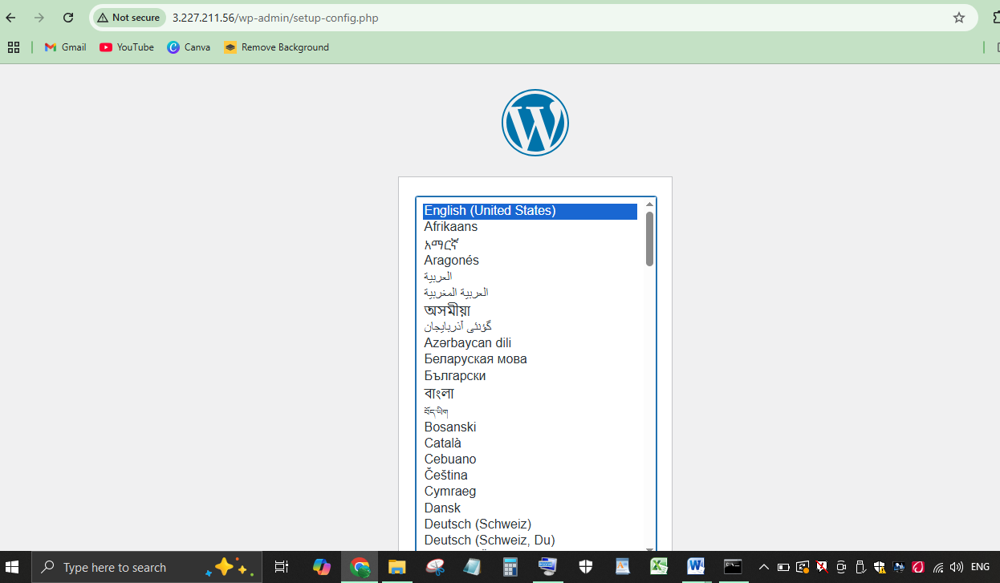 Not secure
3.227.211.56/wp-admin/setup-config.php
Gmail
YouTube
Canva
Remove Background
English (United States)
Afrikaans
አማርኛ
Aragonés
العربية
العربية المغربية
অসমীয়া
گؤنئی آذربایجان
Azərbaycan dili
Беларуская мова
Български
বাংলা
བོད་ཡིག
Bosanski
Català
Cebuano
Čeština
Cymraeg
Dansk
Deutsch (Schweiz)
Deutsch (Schweiz, Du)
Type here to search
ENG